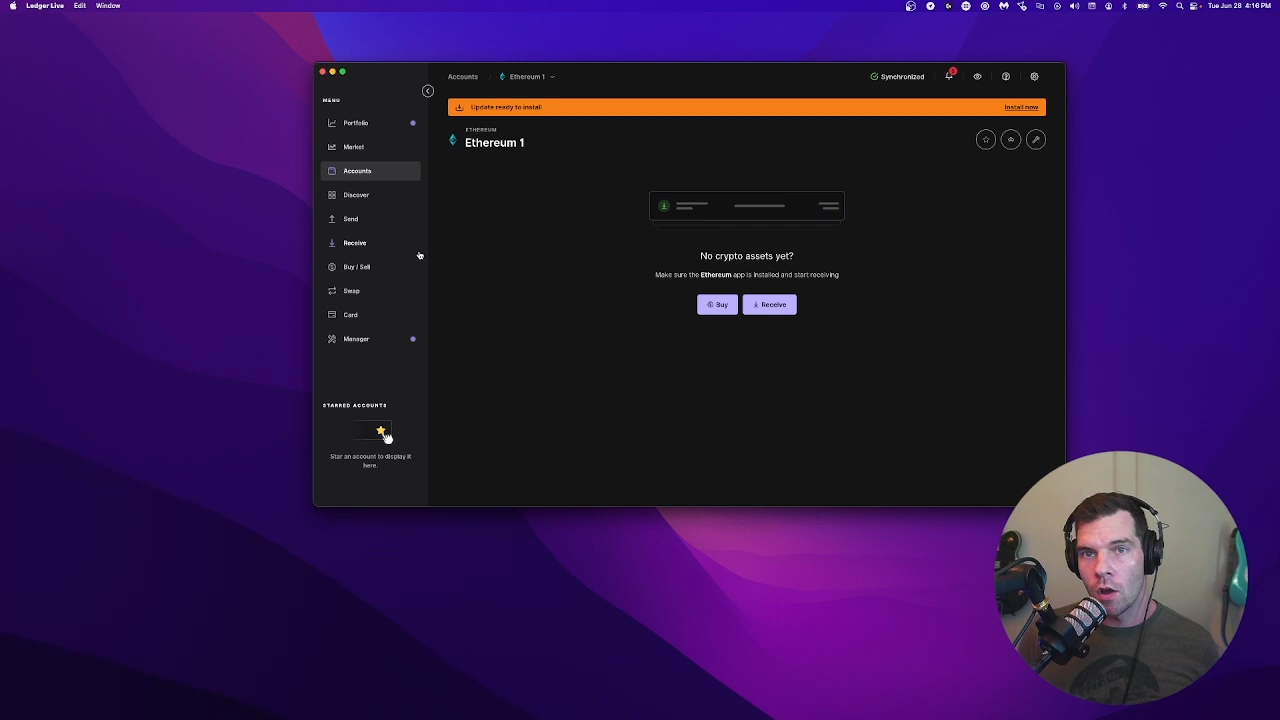 Ledger Live Edit Window
Tue Jun 28 4:16 PM
Accounts / Ethereum 1
Synchronized
MENU
Update ready to install
Install now
Portfolio
ETHEREUM
Ethereum 1
Market
Accounts
Discover
Send
Receive
No crypto assets yet?
Buy / Sell
Make sure the Ethereum app is installed and start receiving
Swap
Buy
Receive
Card
Manager
STARRED ACCOUNTS
Star an account to display it
here.